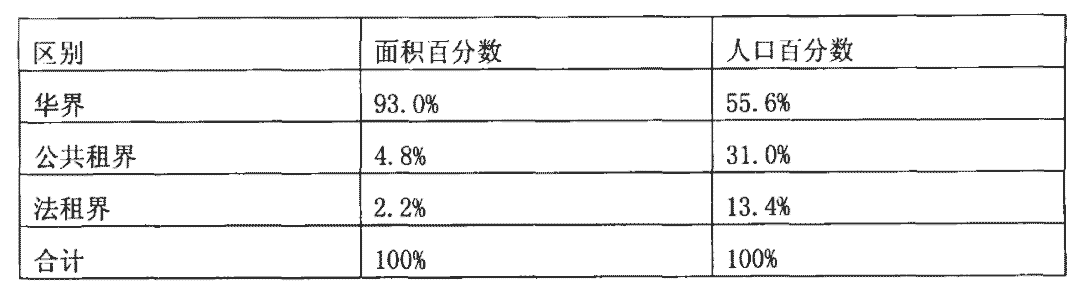 区别 面积百分数 人口百分数
华界 93.0% 55.6%
公共租界 4.8% 31.0%
法租界 2.2% 13.4%
合计 100% 100%